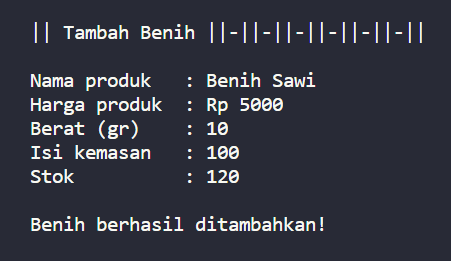 || Tambah Benih ||-||-||-||-||-||-||
Nama produk   : Benih Sawi
Harga produk  : Rp 5000
Berat (gr)    : 10
Isi kemasan   : 100
Stok          : 120
Benih berhasil ditambahkan!